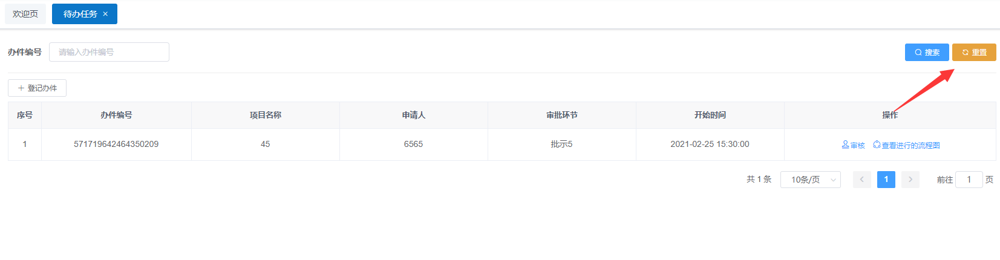 欢迎页 待办任务 ×
办件编号 请输入办件编号 搜索 重置
+ 登记办件
序号 办件编号 项目名称 申请人 审批环节 开始时间 操作
1 571719642464350209 45 6565 批示5 2021-02-25 15:30:00 审核 查看进行的流程图
共 1 条 10条/页 1 前往 1 页